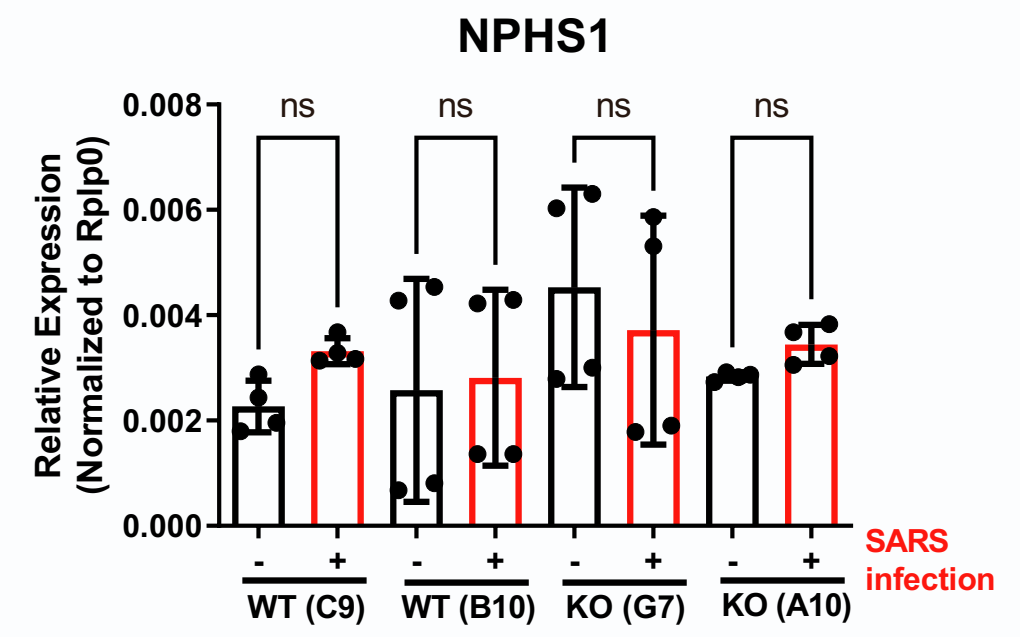 NPHS1
Relative Expression
(Normalized to Rplp0)
0.008
0.006
0.004
0.002
0.000
ns ns ns ns
- + - + - + - +
SARS
infection
WT (C9) WT (B10) KO (G7) KO (A10)